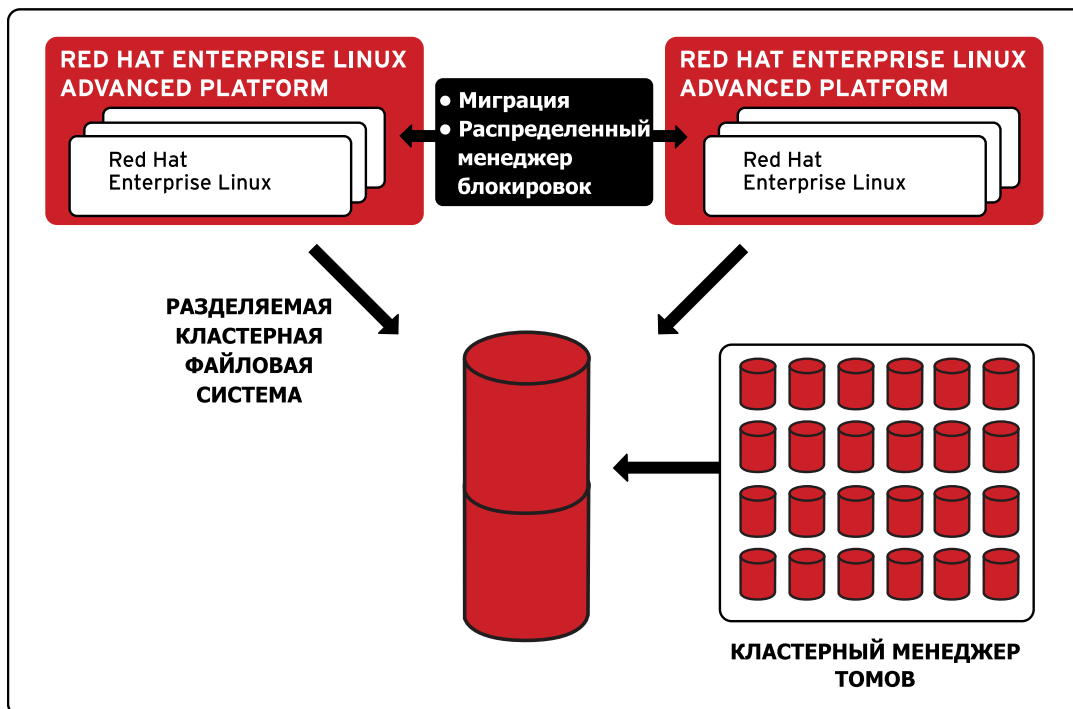 RED HAT ENTERPRISE LINUX
ADVANCED PLATFORM
Red Hat
Enterprise Linux
• Миграция
• Распределенный
менеджер
блокировок
RED HAT ENTERPRISE LINUX
ADVANCED PLATFORM
Red Hat
Enterprise Linux
РАЗДЕЛЯЕМАЯ
КЛАСТЕРНАЯ
ФАЙЛОВАЯ
СИСТЕМА
КЛАСТЕРНЫЙ МЕНЕДЖЕР
ТОМОВ